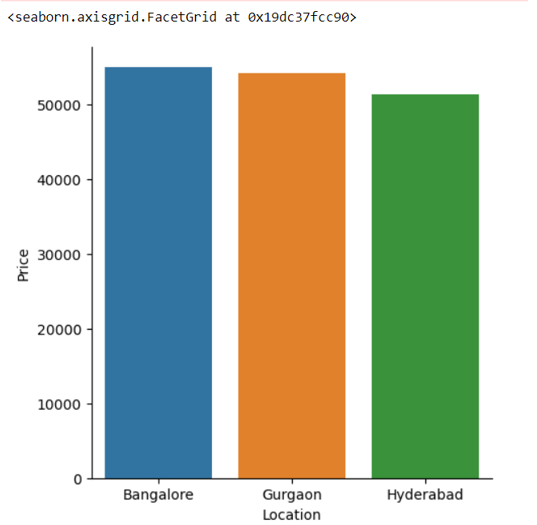 <seaborn.axisgrid.FacetGrid at 0x19dc37fcc90>
50000
40000
30000
20000
10000
0
Price
Bangalore Gurgaon Hyderabad
Location